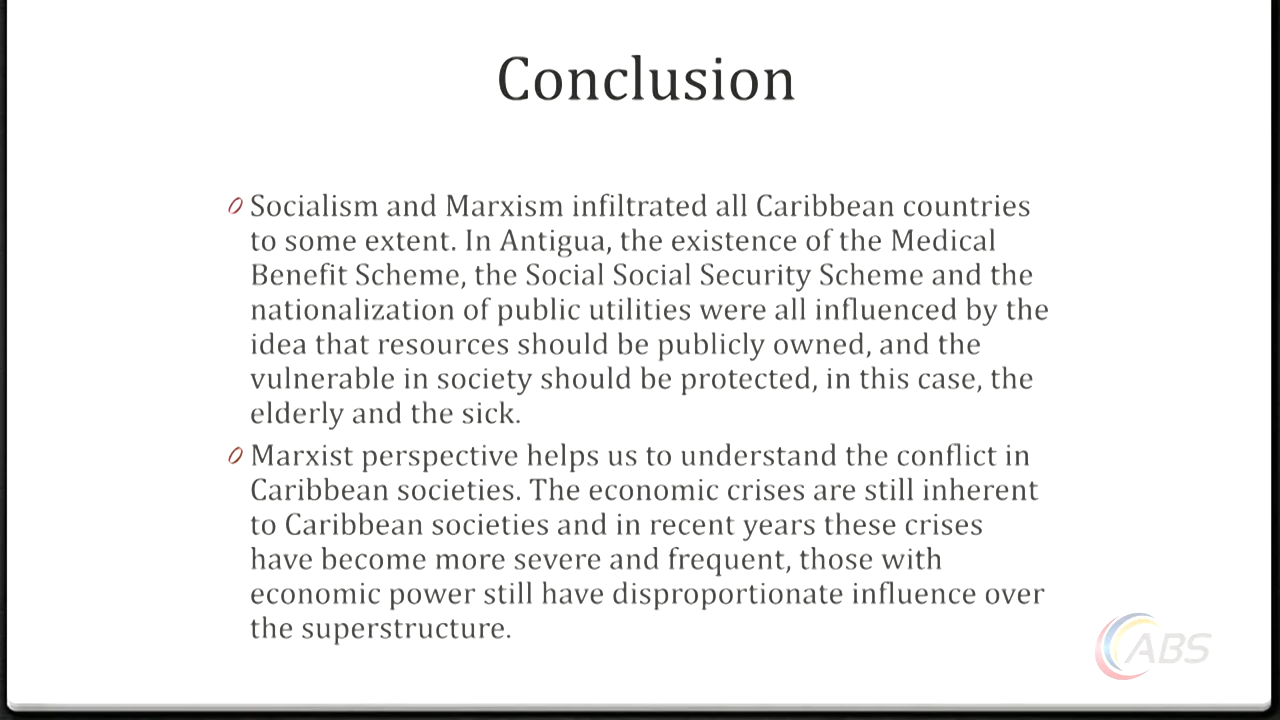 Conclusion
Socialism and Marxism infiltrated all Caribbean countries
to some extent. In Antigua, the existence of the Medical
Benefit Scheme, the Social Social Security Scheme and the
nationalization of public utilities were all influenced by the
idea that resources should be publicly owned, and the
vulnerable in society should be protected, in this case, the
elderly and the sick.
Marxist perspective helps us to understand the conflict in
Caribbean societies. The economic crises are still inherent
to Caribbean societies and in recent years these crises
have become more severe and frequent, those with
economic power still have disproportionate influence over
the superstructure.
ABS